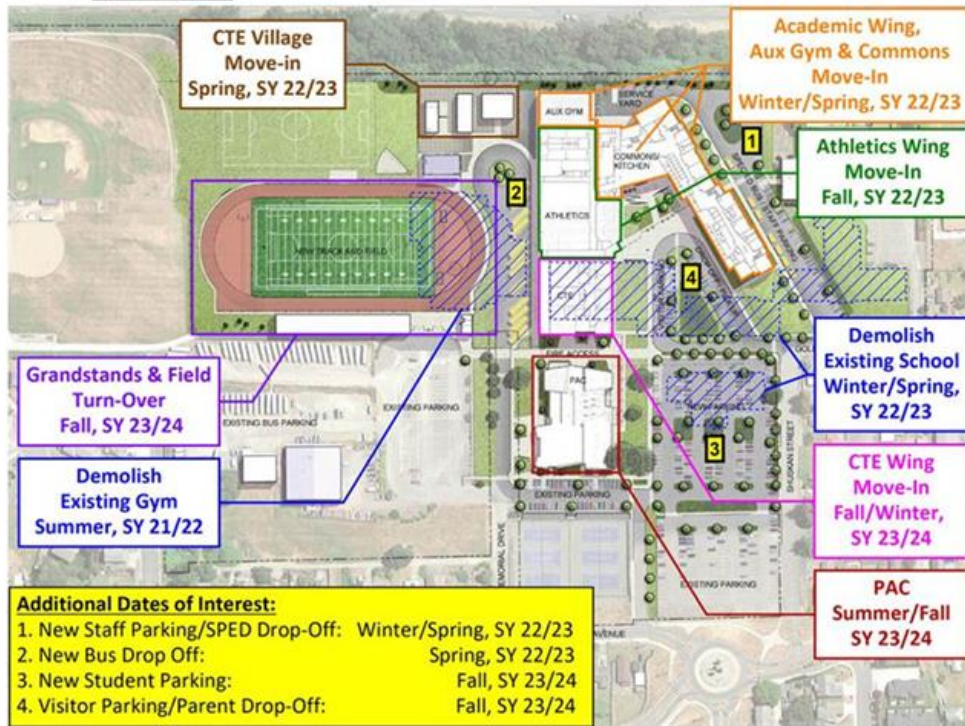 CTE Village
Move-in
Spring, SY 22/23
Academic Wing,
Aux Gym & Commons
Move-In
Winter/Spring, SY 22/23
SERVICE
YARD
AUX GYM
1
COMMONS/
KITCHEN
Athletics Wing
Move-In
Fall, SY 22/23
2
ATHLETICS
NEW TRACK AND FIELD
4
CTE
Demolish
Existing School
Winter/Spring,
SY 22/23
FIRE ACCESS
PAC
Grandstands & Field
Turn-Over
Fall, SY 23/24
EXISTING BUS PARKING
EXISTING PARKING
NEW PARKING
3
SHUSKAN STREET
Demolish
Existing Gym
Summer, SY 21/22
CTE Wing
Move-In
Fall/Winter,
SY 23/24
EXISTING PARKING
EXISTING PARKING
MEMORIAL DRIVE
PAC
Summer/Fall
SY 23/24
AVENUE
Additional Dates of Interest:
1. New Staff Parking/SPED Drop-Off: Winter/Spring, SY 22/23
2. New Bus Drop Off: Spring, SY 22/23
3. New Student Parking: Fall, SY 23/24
4. Visitor Parking/Parent Drop-Off: Fall, SY 23/24